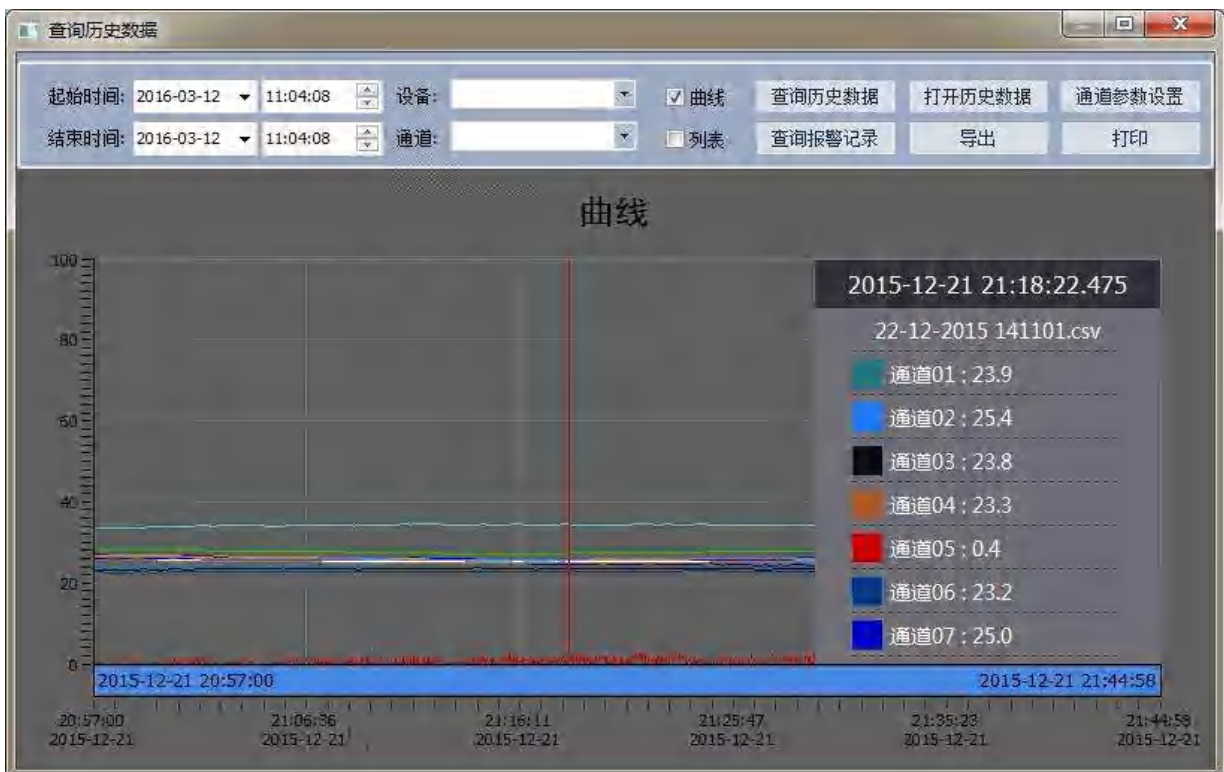 查询历史数据
起始时间: 2016-03-12 11:04:08 设备: 曲线 查询历史数据 打开历史数据 通道参数设置
结束时间: 2016-03-12 11:04:08 通道: 列表 查询报警记录 导出 打印
曲线
100
80
60
40
20
0
2015-12-21 21:18:22.475
22-12-2015 141101.csv
通道01 : 23.9
通道02 : 25.4
通道03 : 23.8
通道04 : 23.3
通道05 : 0.4
通道06 : 23.2
通道07 : 25.0
2015-12-21 20:57:00 2015-12-21 21:44:58
20:57:00 21:06:36 21:16:11 21:25:47 21:35:23 21:44:58
2015-12-21 2015-12-21 2015-12-21 2015-12-21 2015-12-21 2015-12-21